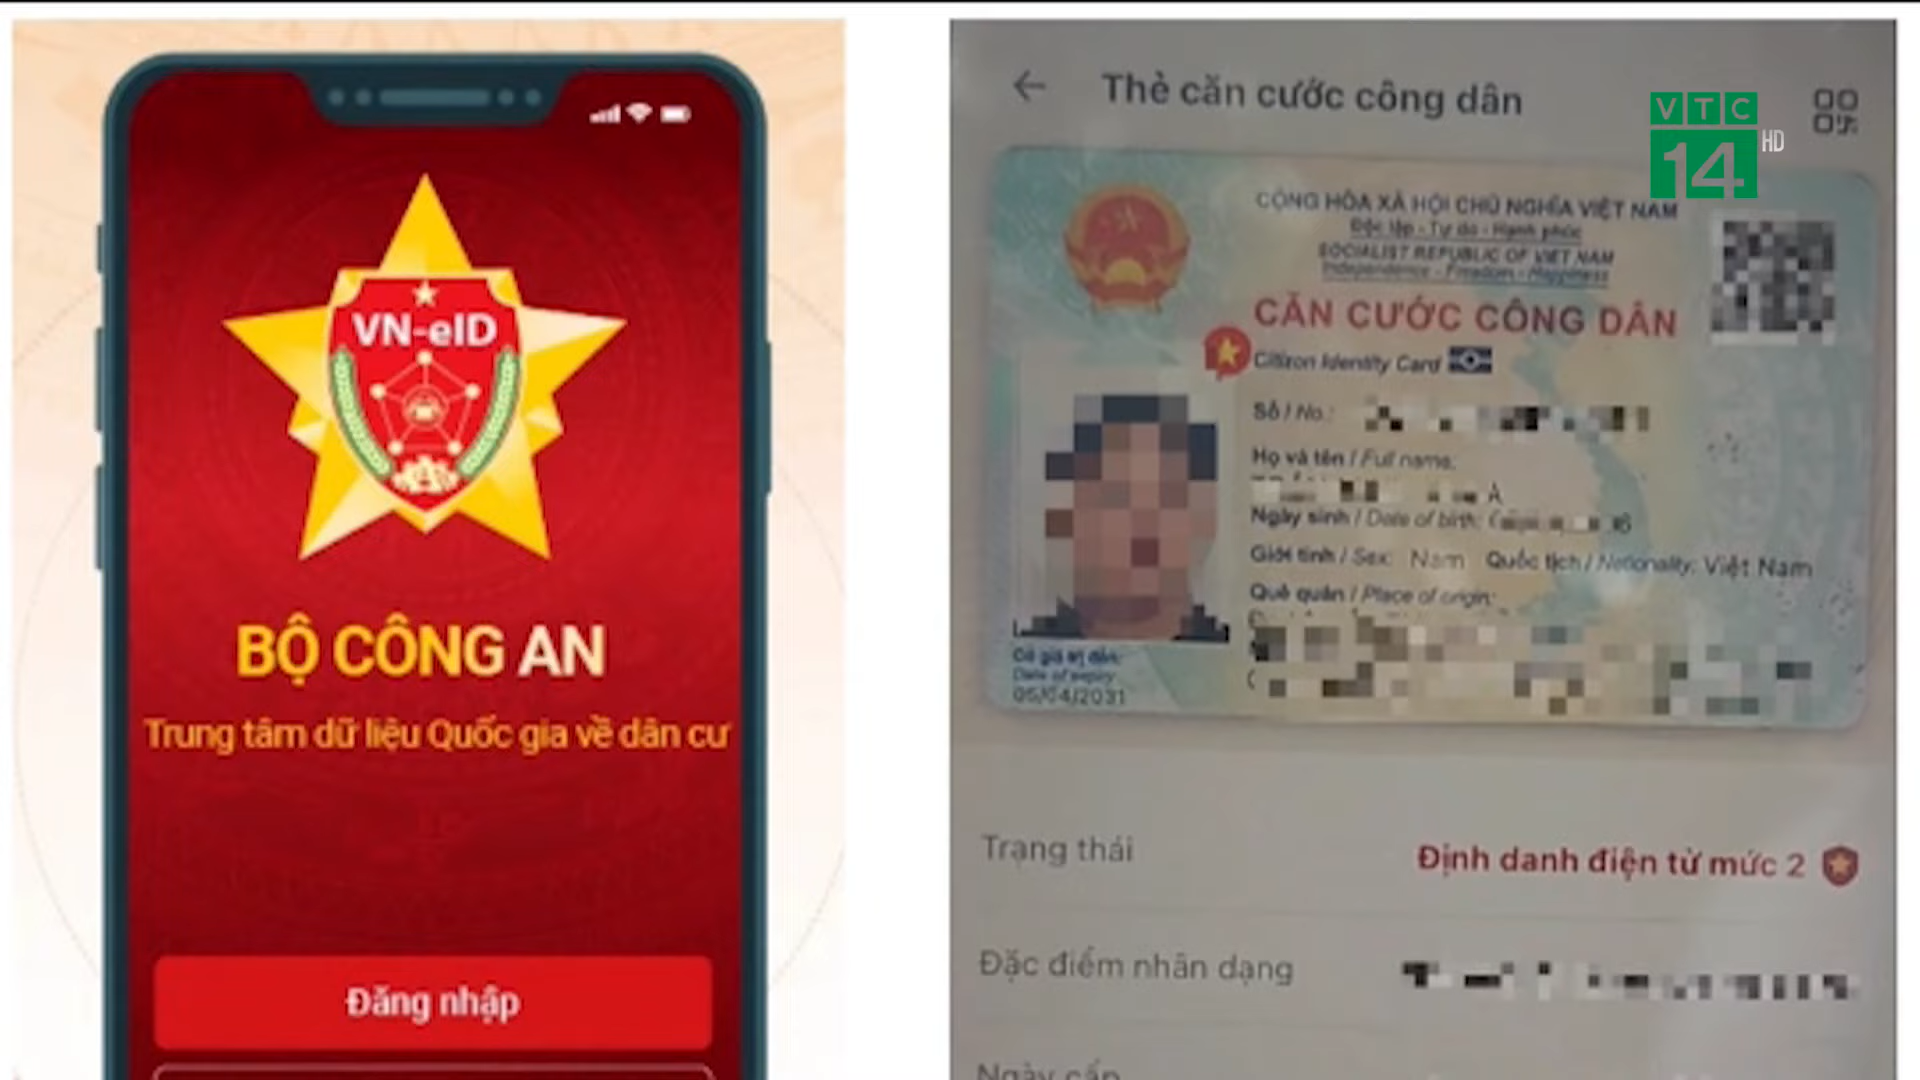 VN-eID
BỘ CÔNG AN
Trung tâm dữ liệu Quốc gia về dân cư
Đăng nhập
Thẻ căn cước công dân
VTC
14
HD
CỘNG HÒA XÃ HỘI CHỦ NGHĨA VIỆT NAM
Độc lập - Tự do - Hạnh phúc
SOCIALIST REPUBLIC OF VIET NAM
Independence - Freedom - Happiness
CĂN CƯỚC CÔNG DÂN
Citizen Identity Card
Số / No.:
Họ và tên / Full name:
Ngày sinh / Date of birth:
Giới tính / Sex: Nam Quốc tịch / Nationality: Việt Nam
Quê quán / Place of origin:
Có giá trị đến:
Date of expiry
05/04/2031
Trạng thái
Định danh điện tử mức 2
Đặc điểm nhân dạng
Ngày cấp